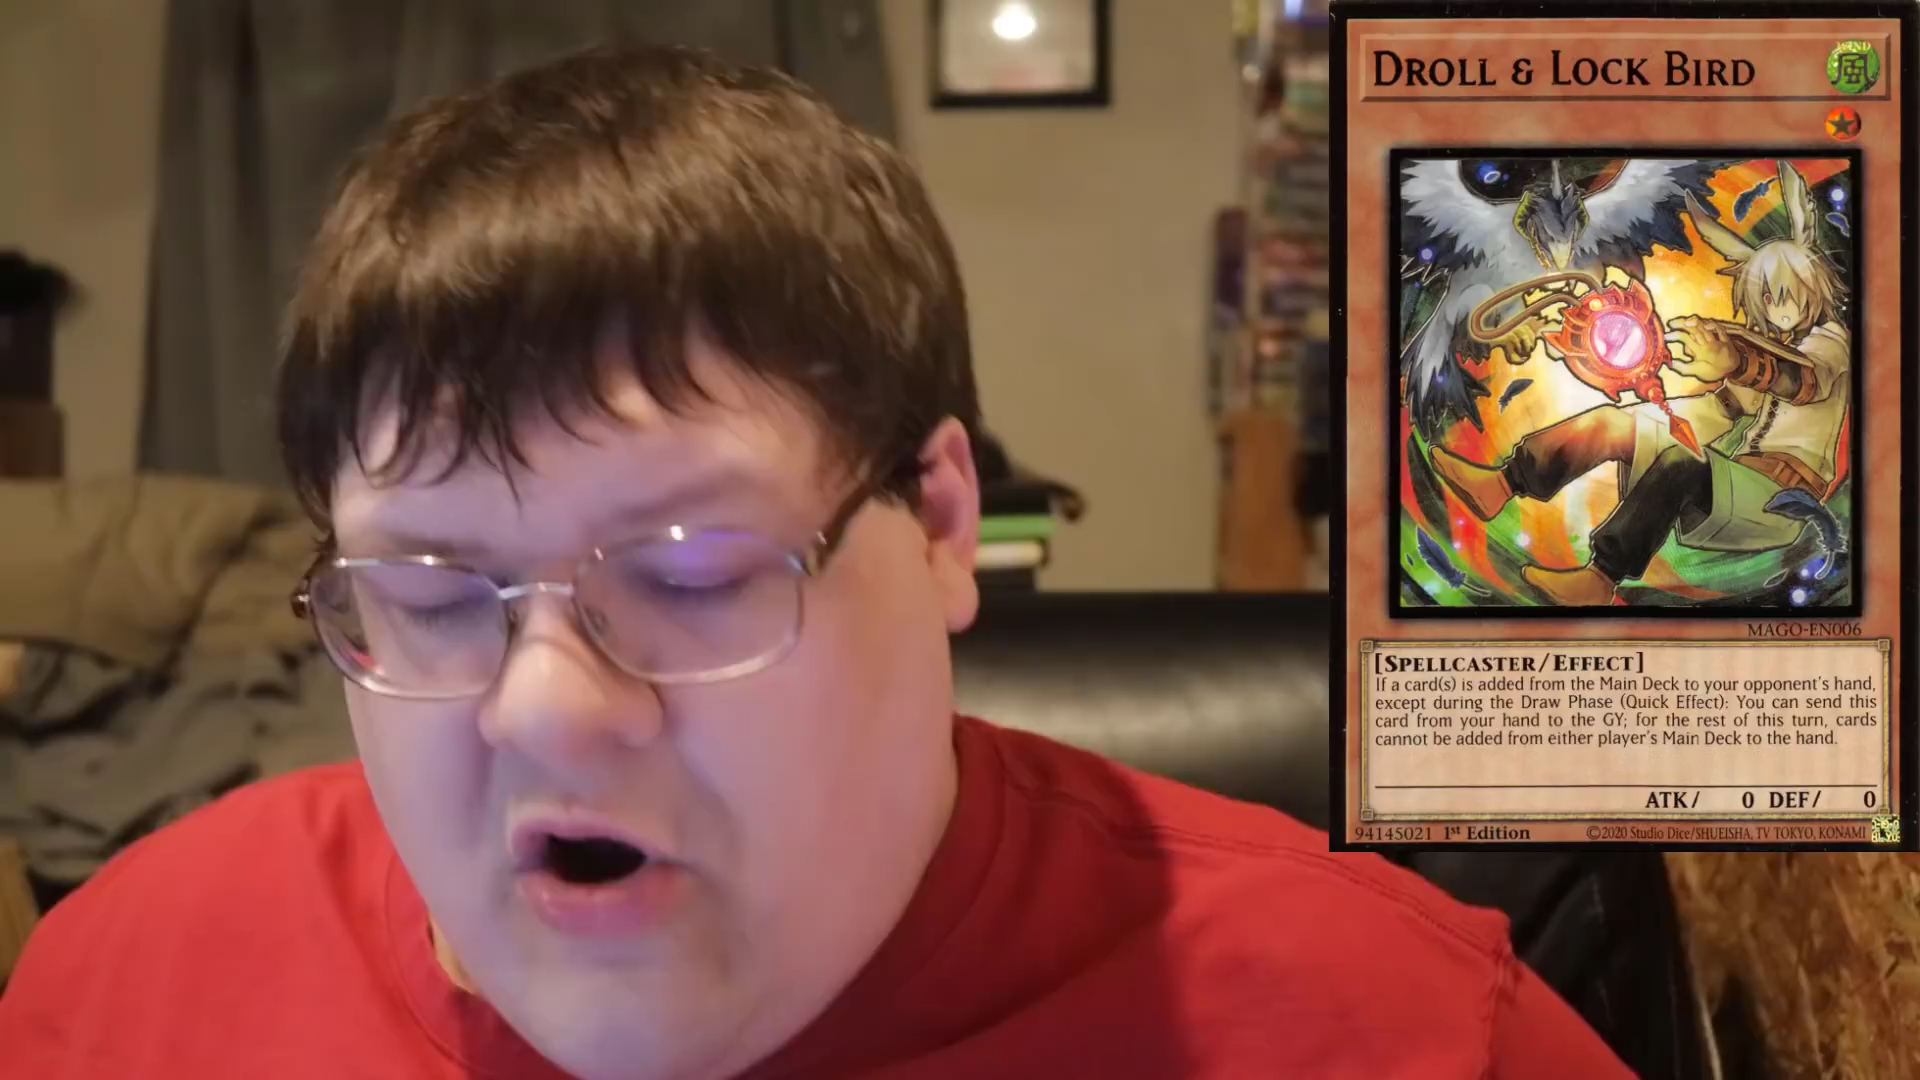 DROLL & LOCK BIRD
WIND
風
MAGO-EN006
[SPELLCASTER/EFFECT]
If a card(s) is added from the Main Deck to your opponent's hand,
except during the Draw Phase (Quick Effect): You can send this
card from your hand to the GY; for the rest of this turn, cards
cannot be added from either player's Main Deck to the hand.
ATK/ 0 DEF/ 0
94145021 1st Edition ©2020 Studio Dice/SHUEISHA, TV TOKYO, KONAMI